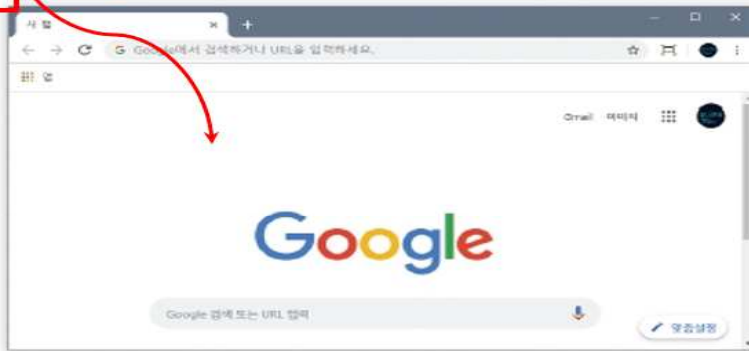 새 탭
Google에서 검색하거나 URL을 입력하세요.
앱
Gmail 이미지
Google
Google 검색 또는 URL 입력
맞춤설정